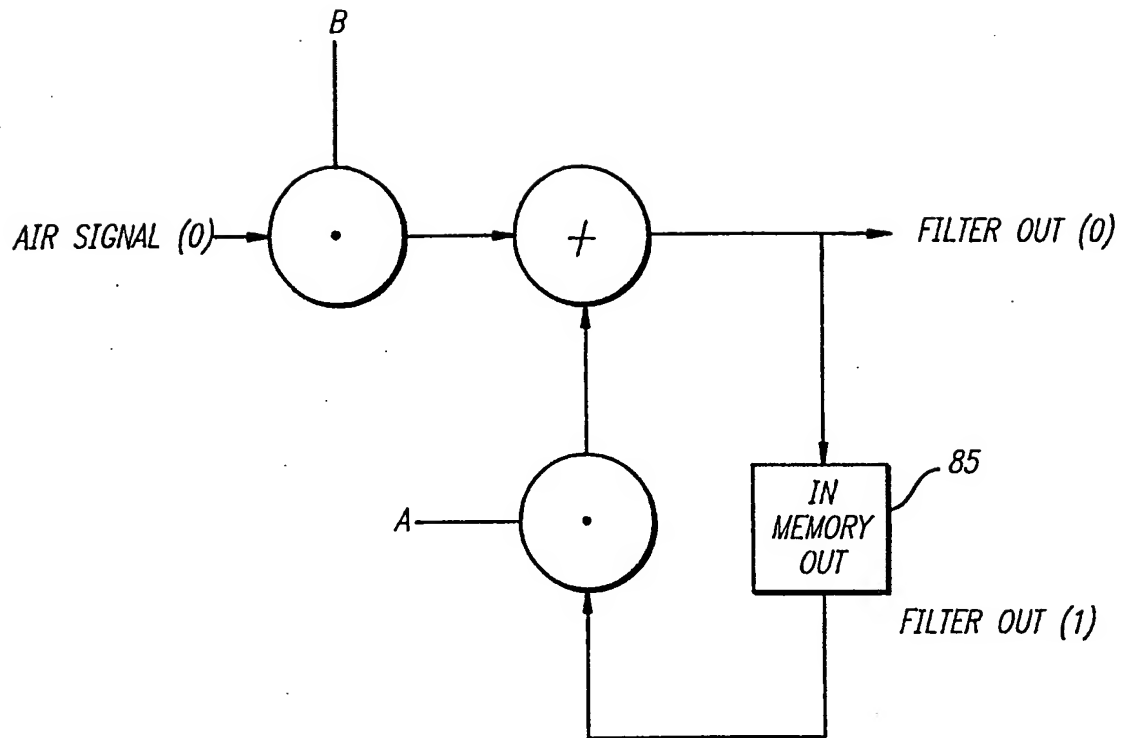 B
AIR SIGNAL (0)
•
+
FILTER OUT (0)
A
•
IN
MEMORY
OUT
85
FILTER OUT (1)